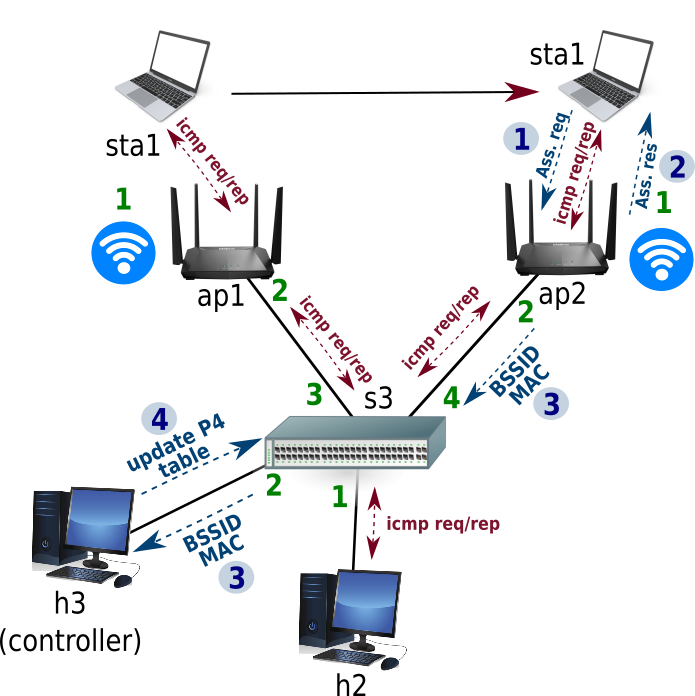 sta1
sta1
icmp req/rep
1
Ass. req
icmp req/rep
Ass. res
2
1
1
ap1
2
ap2
2
icmp req/rep
icmp req/rep
BSSID
MAC
3
3
s3
4
4
update P4
table
2
1
BSSID
MAC
3
icmp req/rep
h3
(controller)
h2